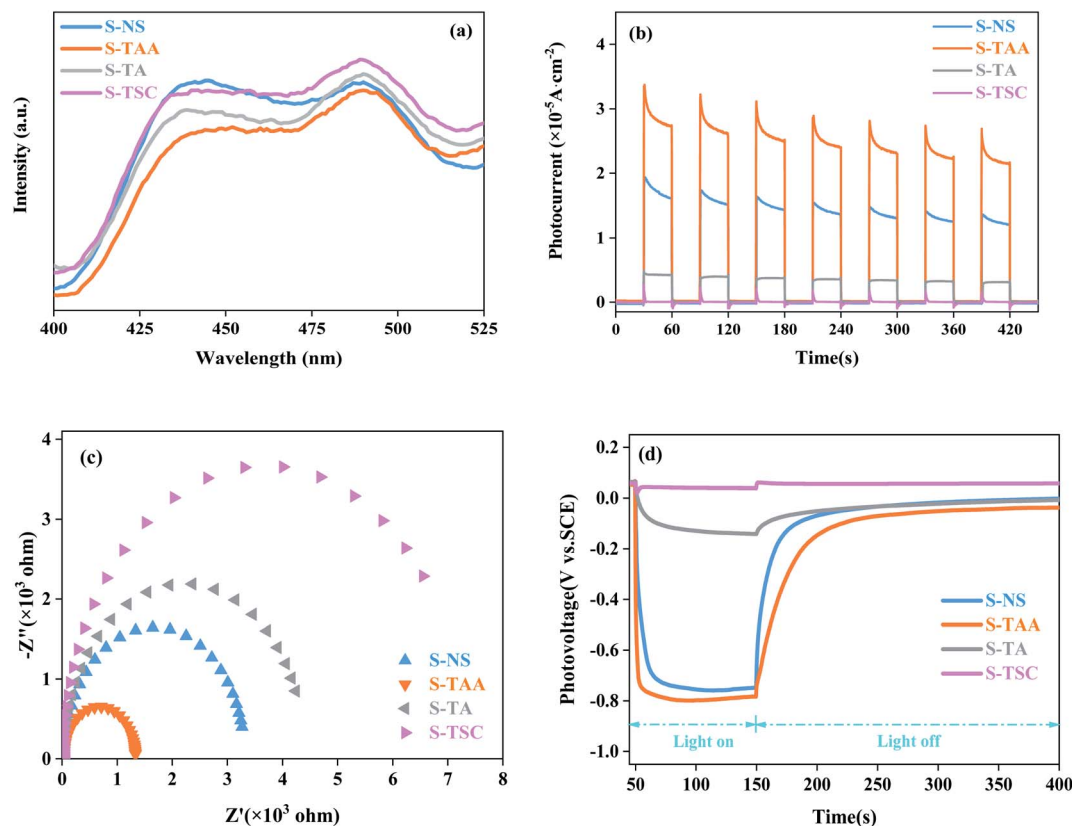 S-NS
S-TAA
S-TA
S-TSC
(a)
Intensity (a.u.)
400
425
450
475
500
525
Wavelength (nm)
(b)
S-NS
S-TAA
S-TA
S-TSC
Photocurrent (×10⁻⁵A·cm⁻²)
4
3
2
1
0
0
60
120
180
240
300
360
420
Time(s)
(c)
-Z''(×10³ ohm)
4
3
2
1
0
S-NS
S-TAA
S-TA
S-TSC
0
1
2
3
4
5
6
7
8
Z'(×10³ ohm)
(d)
Photovoltage(V vs.SCE)
0.2
0.0
-0.2
-0.4
-0.6
-0.8
-1.0
S-NS
S-TAA
S-TA
S-TSC
Light on
Light off
50
100
150
200
250
300
350
400
Time(s)